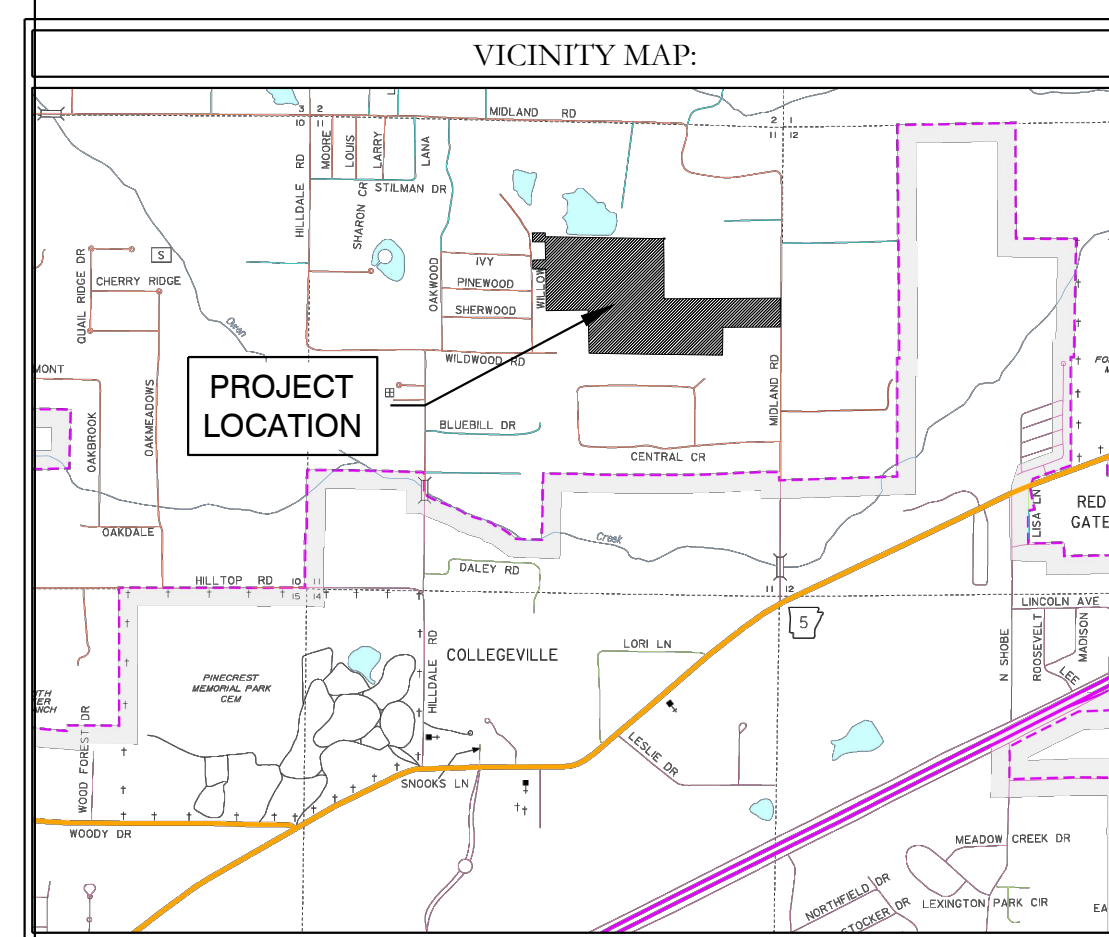 VICINITY MAP:
MIDLAND RD
3 2
10 11
2 1
11 12
HILLDALE RD
MOORE
LOUIS
LARRY
LANA
STILMAN DR
SHARON CR
S
QUAIL RIDGE DR
CHERRY RIDGE
OAKWOOD
IVY
PINEWOOD
SHERWOOD
WILLOW
Owen
WILDWOOD RD
PROJECT
LOCATION
MONT
OAKBROOK
OAKMEADOWS
MIDLAND RD
BLUEBILL DR
CENTRAL CR
OAKDALE
Creek
LISA LN
RED
GATE
HILLTOP RD
10 11
15 14
DALEY RD
11 12
5
LINCOLN AVE
N SHOBE
ROOSEVELT
MADISON
LEE
HILLDALE RD
COLLEGEVILLE
LORI LN
PINECREST
MEMORIAL PARK
CEM
WOOD FOREST DR
LESLIE DR
SNOOKS LN
WOODY DR
MEADOW CREEK DR
NORTHFIELD DR
STOCKER DR
LEXINGTON PARK CIR
EA